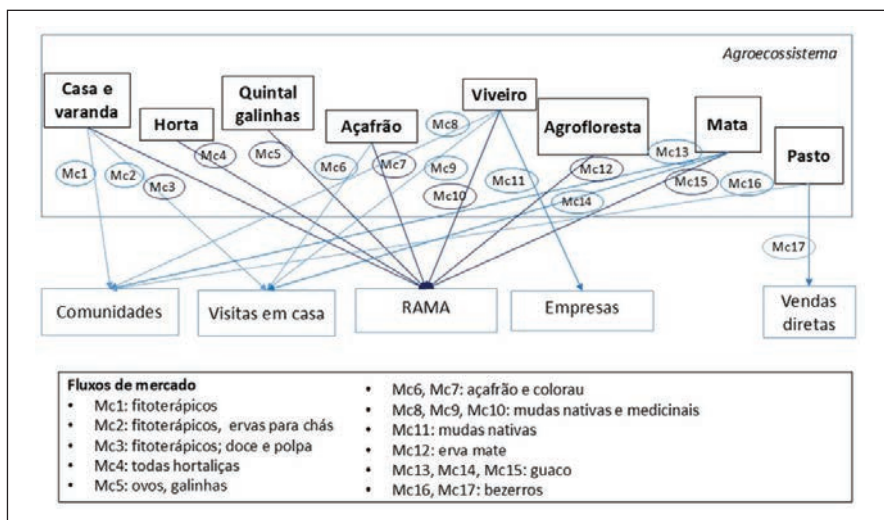 Agroecossistema
Casa e
varanda
Horta
Quintal
galinhas
Açafrão
Viveiro
Agrofloresta
Mata
Pasto
Mc1
Mc2
Mc3
Mc4
Mc5
Mc6
Mc7
Mc8
Mc9
Mc10
Mc11
Mc12
Mc13
Mc14
Mc15
Mc16
Mc17
Comunidades
Visitas em casa
RAMA
Empresas
Vendas
diretas
Fluxos de mercado
• Mc1: fitoterápicos
• Mc2: fitoterápicos, ervas para chás
• Mc3: fitoterápicos; doce e polpa
• Mc4: todas hortaliças
• Mc5: ovos, galinhas
• Mc6, Mc7: açafrão e colorau
• Mc8, Mc9, Mc10: mudas nativas e medicinais
• Mc11: mudas nativas
• Mc12: erva mate
• Mc13, Mc14, Mc15: guaco
• Mc16, Mc17: bezerros